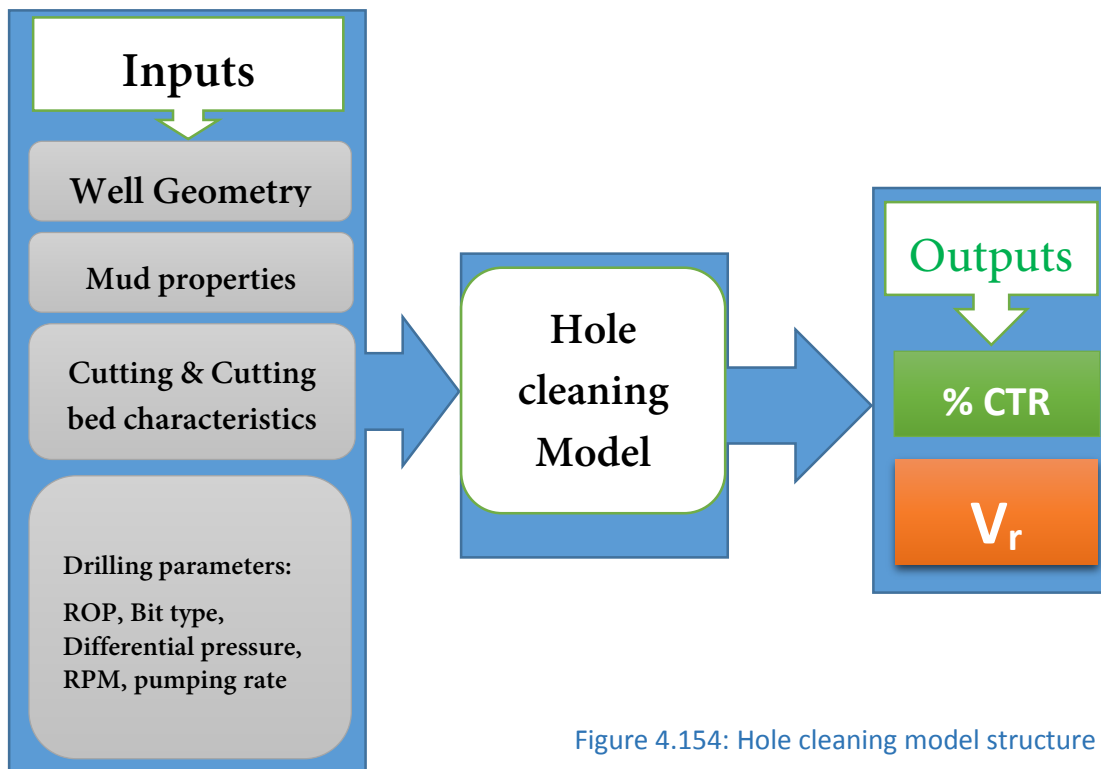 Inputs
Well Geometry
Mud properties
Cutting & Cutting
bed characteristics
Drilling parameters:
ROP, Bit type,
Differential pressure,
RPM, pumping rate
Hole
cleaning
Model
Outputs
% CTR
Vr
Figure 4.154: Hole cleaning model structure